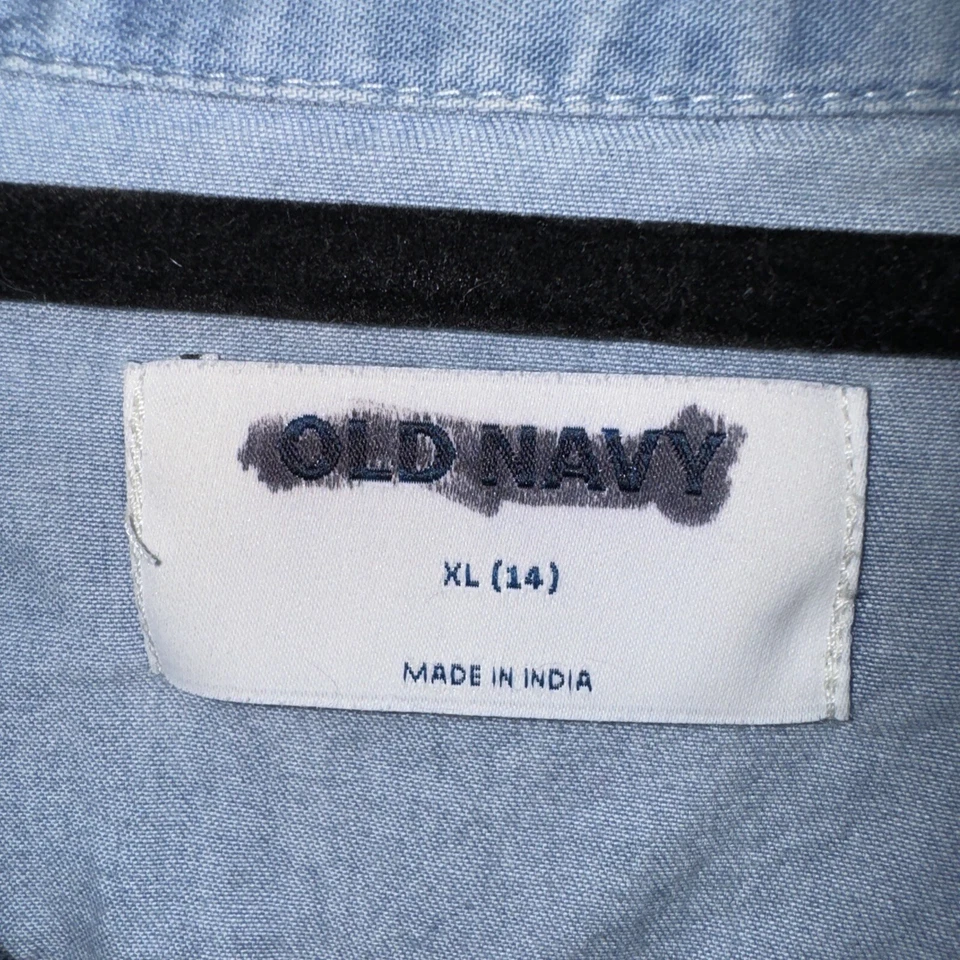 OLD NAVY
XL (14)
MADE IN INDIA